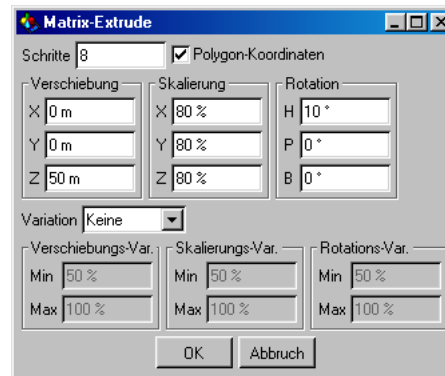 Matrix-Extrude
Schritte 8 Polygon-Koordinaten
Verschiebung Skalierung Rotation
X 0 m X 80 % H 10 °
Y 0 m Y 80 % P 0 °
Z 50 m Z 80 % B 0 °
Variation Keine
Verschiebungs-Var. Skalierungs-Var. Rotations-Var.
Min 50 % Min 50 % Min 50 %
Max 100 % Max 100 % Max 100 %
OK Abbruch